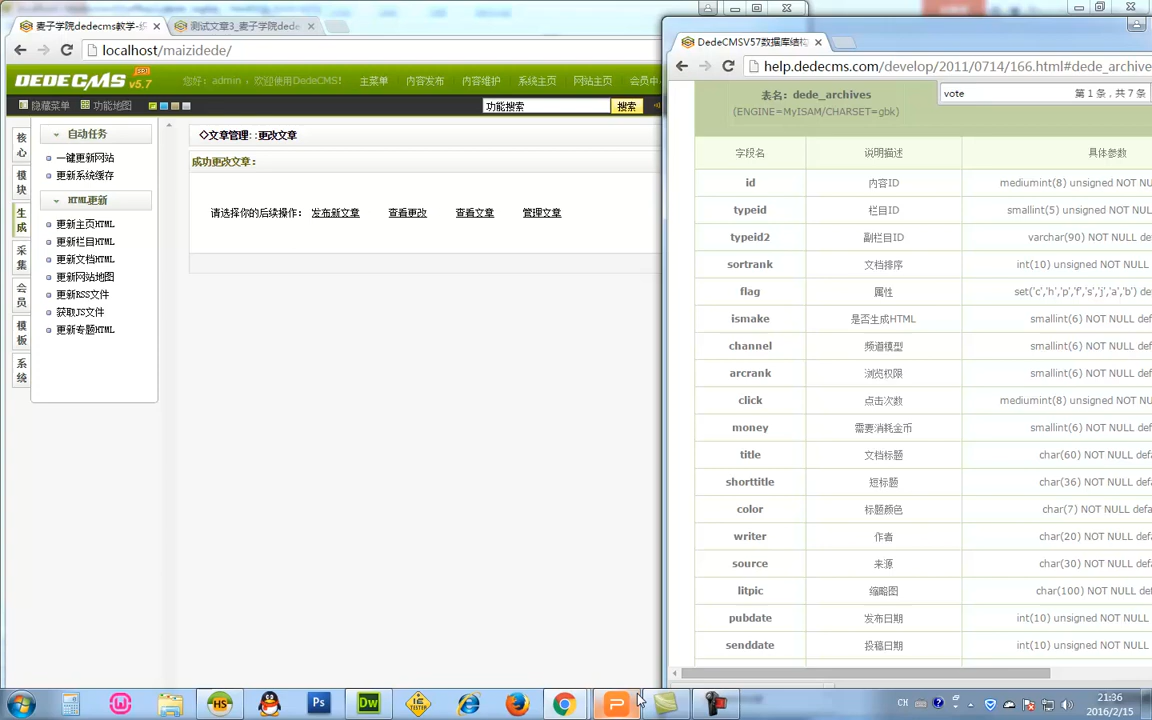 麦子学院dedecms教学-织
测试文章3_麦子学院dede
localhost/maizidede/
DEDECMS V5.7
您好：admin ，欢迎使用DedeCMS！
主菜单
内容发布
内容维护
系统主页
网站主页
会员中
隐藏菜单
功能地图
功能搜索
搜索
核心
模块
生成
采集
会员
模板
系统
自动任务
一键更新网站
更新系统缓存
HTML更新
更新主页HTML
更新栏目HTML
更新文档HTML
更新网站地图
更新RSS文件
获取JS文件
更新专题HTML
◇文章管理::更改文章
成功更改文章：
请选择你的后续操作：
发布新文章
查看更改
查看文章
管理文章
DedeCMSV57数据库结构
help.dedecms.com/develop/2011/0714/166.html#dede_archive
vote
第 1 条，共 7 条
表名：dede_archives
(ENGINE=MyISAM/CHARSET=gbk)
字段名 说明描述 具体参数
id 内容ID mediumint(8) unsigned NOT NU
typeid 栏目ID smallint(5) unsigned NOT NUL
typeid2 副栏目ID varchar(90) NOT NULL de
sortrank 文档排序 int(10) unsigned NOT NULL
flag 属性 set('c','h','p','f','s','j','a','b') de
ismake 是否生成HTML smallint(6) NOT NULL def
channel 频道模型 smallint(6) NOT NULL def
arcrank 浏览权限 smallint(6) NOT NULL def
click 点击次数 mediumint(8) unsigned NOT NU
money 需要消耗金币 smallint(6) NOT NULL def
title 文档标题 char(60) NOT NULL defa
shorttitle 短标题 char(36) NOT NULL defa
color 标题颜色 char(7) NOT NULL defau
writer 作者 char(20) NOT NULL defa
source 来源 char(30) NOT NULL defa
litpic 缩略图 char(100) NOT NULL defa
pubdate 发布日期 int(10) unsigned NOT NULL
senddate 投稿日期 int(10) unsigned NOT NULL
HS
Ps
Dw
CH
21:36
2016/2/15